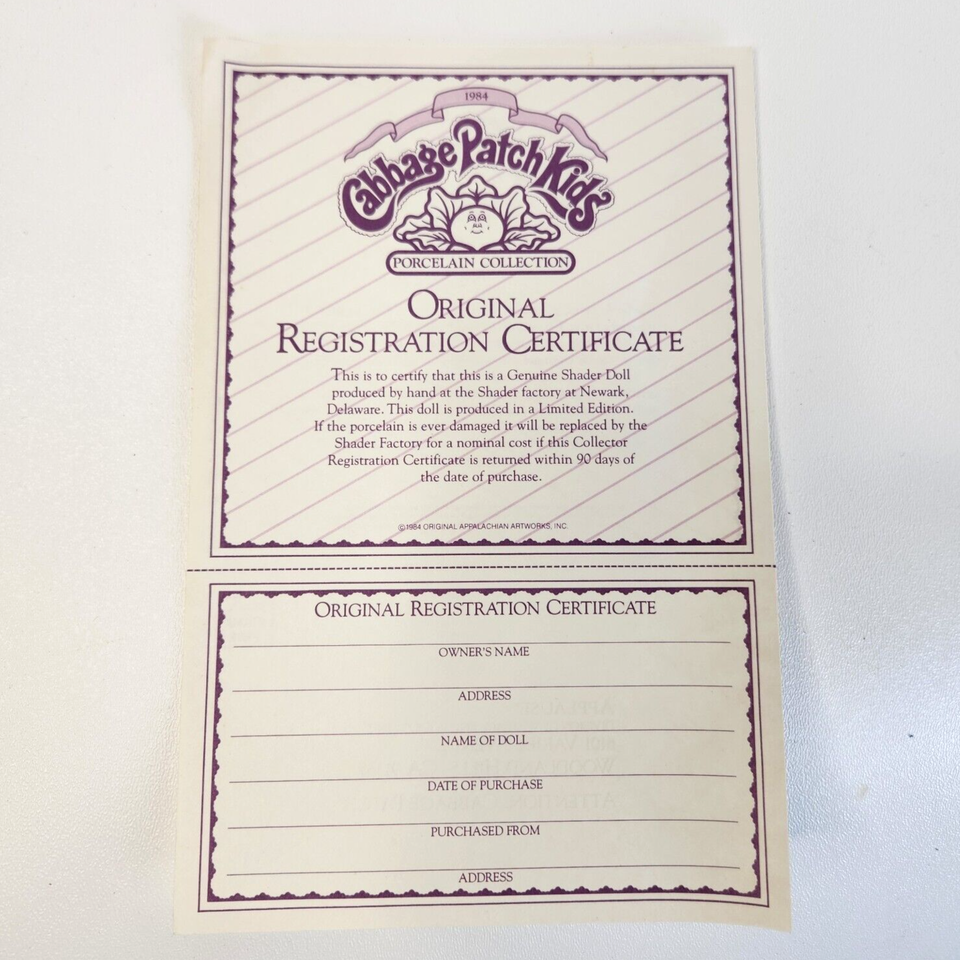 1984
Cabbage Patch Kids
PORCELAIN COLLECTION
ORIGINAL
REGISTRATION CERTIFICATE
This is to certify that this is a Genuine Shader Doll
produced by hand at the Shader factory at Newark,
Delaware. This doll is produced in a Limited Edition.
If the porcelain is ever damaged it will be replaced by the
Shader Factory for a nominal cost if this Collector
Registration Certificate is returned within 90 days of
the date of purchase.
©1984 ORIGINAL APPALACHIAN ARTWORKS, INC.
ORIGINAL REGISTRATION CERTIFICATE
OWNER'S NAME
ADDRESS
NAME OF DOLL
DATE OF PURCHASE
PURCHASED FROM
ADDRESS